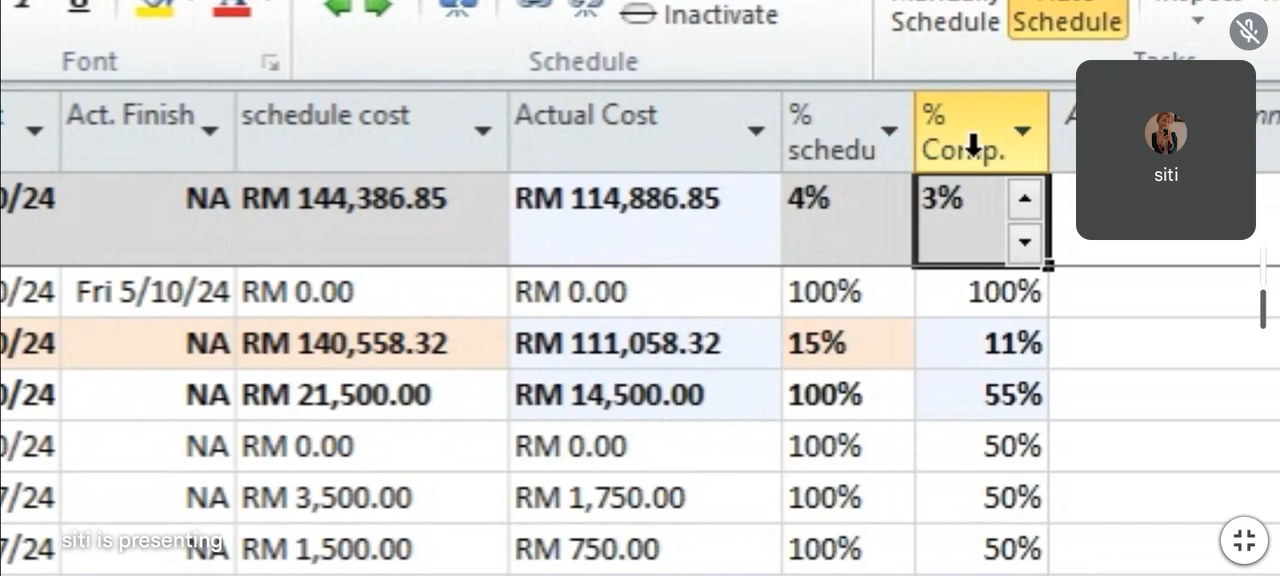 Inactivate
Schedule
Schedule
Font
Schedule
Tasks
Act. Finish schedule cost Actual Cost % schedu % Comp.
0/24 NA RM 144,386.85 RM 114,886.85 4% 3%
siti
0/24 Fri 5/10/24 RM 0.00 RM 0.00 100% 100%
0/24 NA RM 140,558.32 RM 111,058.32 15% 11%
0/24 NA RM 21,500.00 RM 14,500.00 100% 55%
0/24 NA RM 0.00 RM 0.00 100% 50%
7/24 NA RM 3,500.00 RM 1,750.00 100% 50%
7/24 NA RM 1,500.00 RM 750.00 100% 50%
siti is presenting